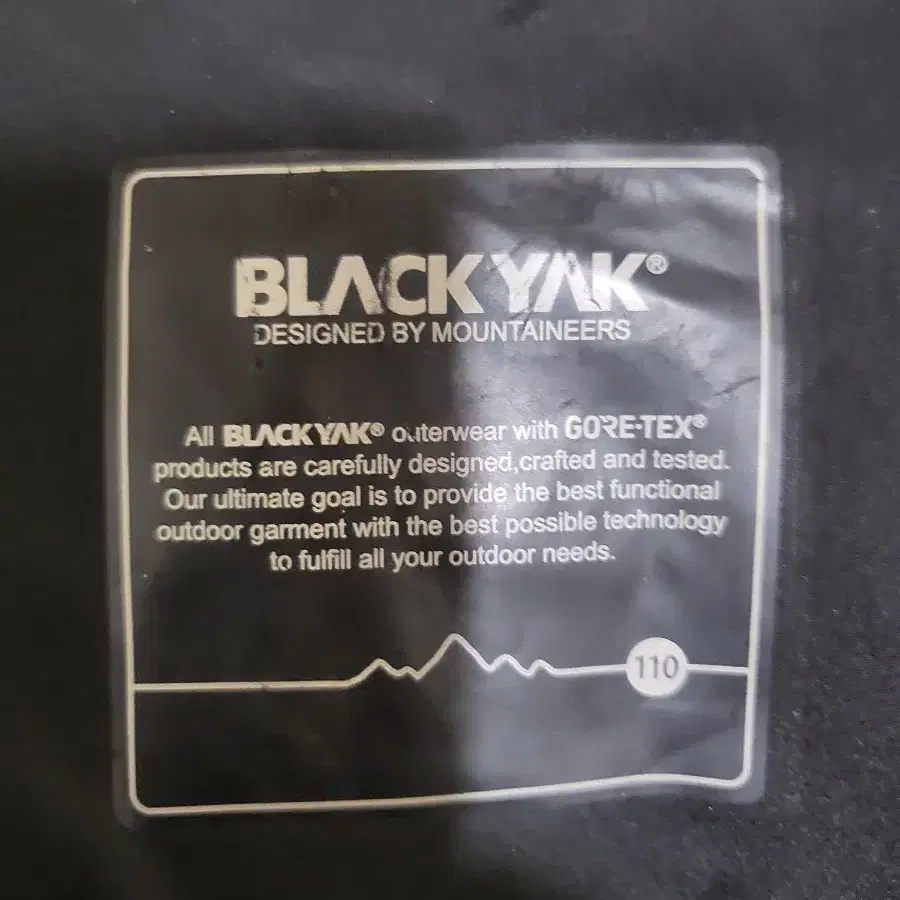 BLACKYAK®
DESIGNED BY MOUNTAINEERS
All BLACKYAK® outerwear with GORE-TEX®
products are carefully designed,crafted and tested.
Our ultimate goal is to provide the best functional
outdoor garment with the best possible technology
to fulfill all your outdoor needs.
110